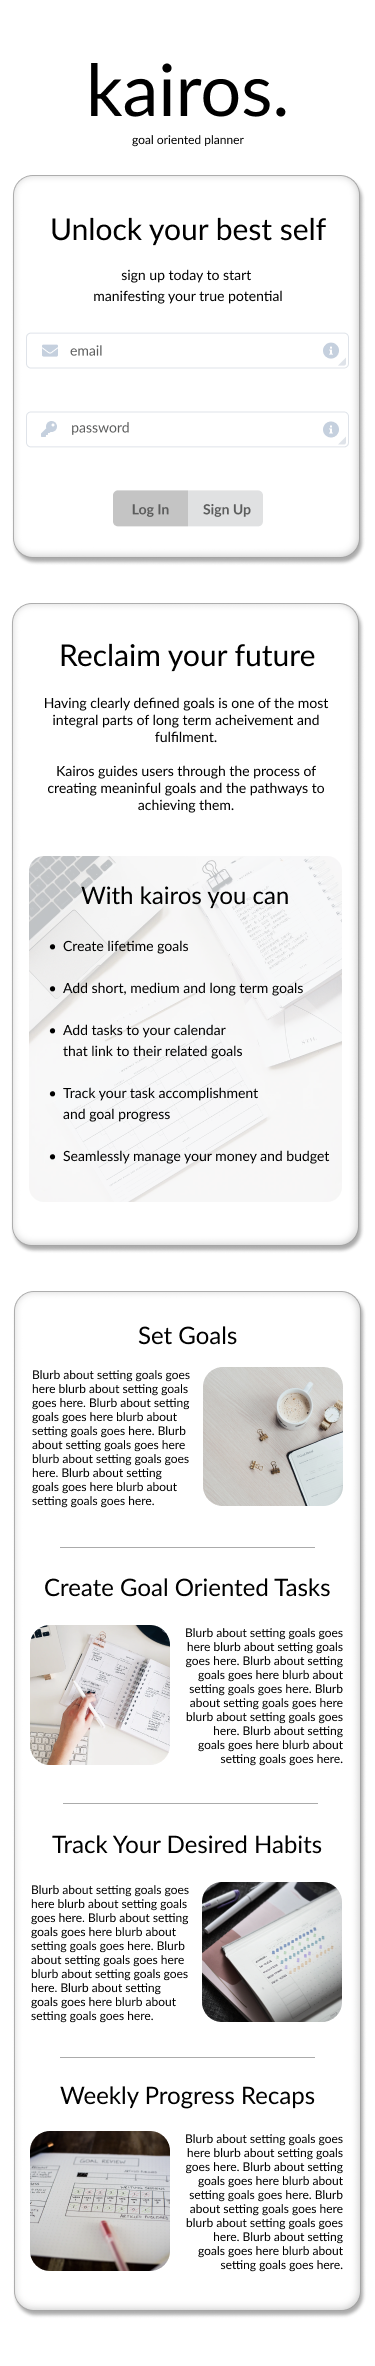 kairos.
goal oriented planner
Unlock your best self
sign up today to start
manifesting your true potential
email
password
Log In
Sign Up
Reclaim your future
Having clearly defined goals is one of the most
integral parts of long term acheivement and
fulfilment.
Kairos guides users through the process of
creating meaninful goals and the pathways to
achieving them.
With kairos you can
• Create lifetime goals
• Add short, medium and long term goals
• Add tasks to your calendar
that link to their related goals
• Track your task accomplishment
and goal progress
• Seamlessly manage your money and budget
Set Goals
Blurb about setting goals goes
here blurb about setting goals
goes here. Blurb about setting
goals goes here blurb about
setting goals goes here. Blurb
about setting goals goes here
blurb about setting goals goes
here. Blurb about setting
goals goes here blurb about
setting goals goes here.
Create Goal Oriented Tasks
Blurb about setting goals goes
here blurb about setting goals
goes here. Blurb about setting
goals goes here blurb about
setting goals goes here. Blurb
about setting goals goes here
blurb about setting goals goes
here. Blurb about setting
goals goes here blurb about
setting goals goes here.
Track Your Desired Habits
Blurb about setting goals goes
here blurb about setting goals
goes here. Blurb about setting
goals goes here blurb about
setting goals goes here. Blurb
about setting goals goes here
blurb about setting goals goes
here. Blurb about setting
goals goes here blurb about
setting goals goes here.
Weekly Progress Recaps
GOAL REVIEW
Blurb about setting goals goes
here blurb about setting goals
goes here. Blurb about setting
goals goes here blurb about
setting goals goes here. Blurb
about setting goals goes here
blurb about setting goals goes
here. Blurb about setting
goals goes here blurb about
setting goals goes here.